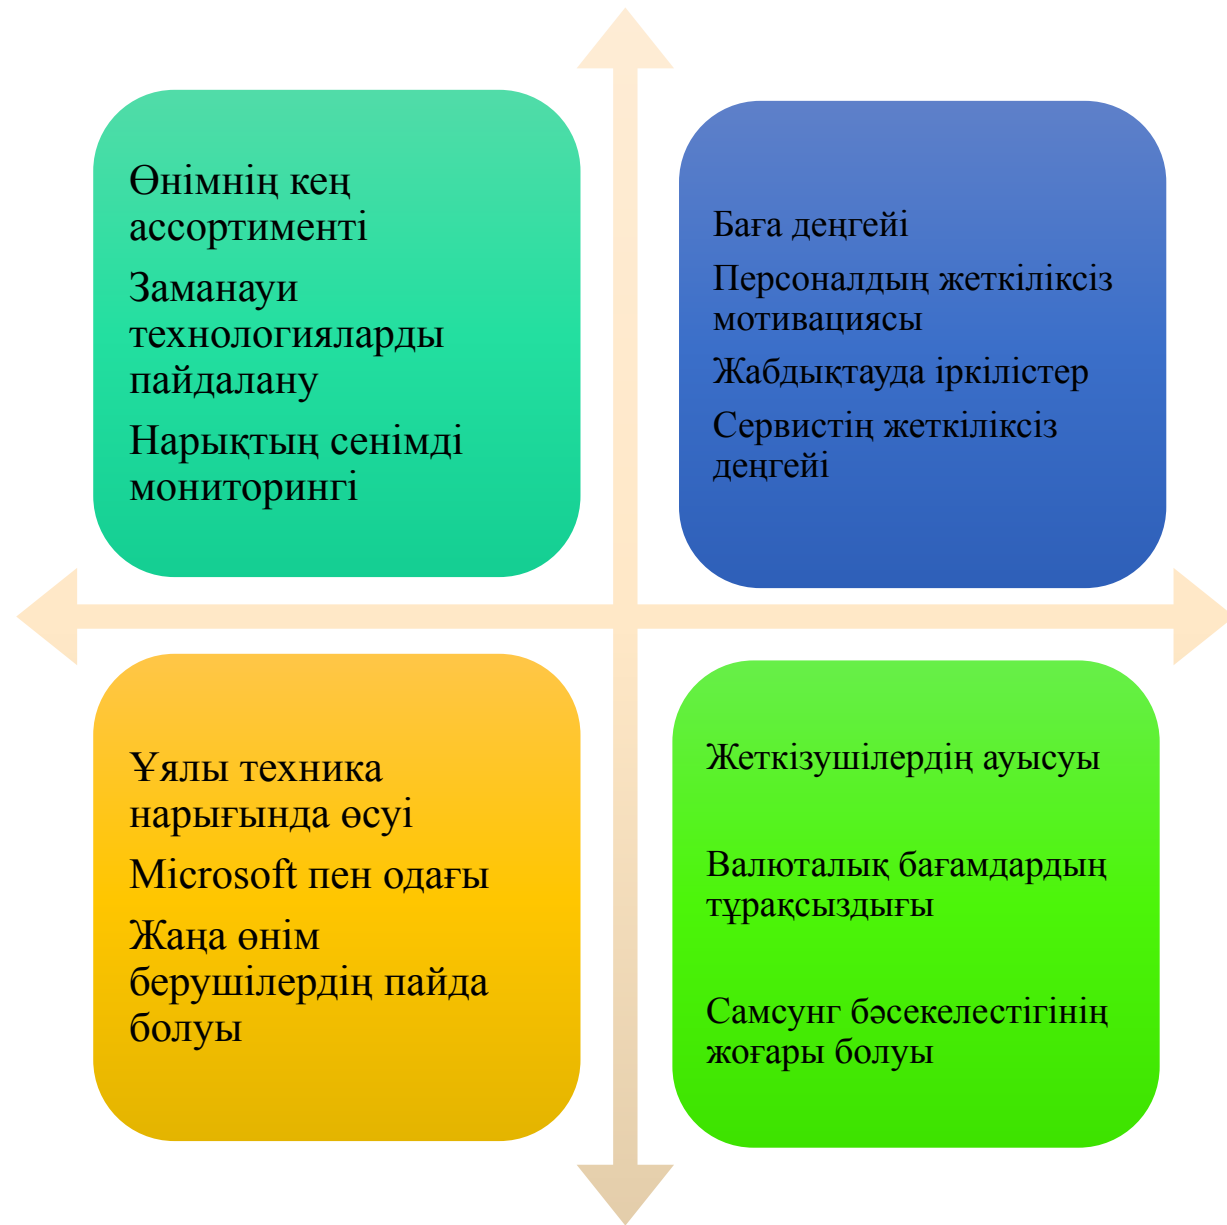 Өнімнің кең
ассортименті
Заманауи
технологияларды
пайдалану
Нарықтың сенімді
мониторингі
Баға деңгейі
Персоналдың жеткіліксіз
мотивациясы
Жабдықтауда іркілістер
Сервистің жеткіліксіз
деңгейі
Ұялы техника
нарығында өсуі
Microsoft пен одағы
Жаңа өнім
берушілердің пайда
болуы
Жеткізушілердің ауысуы
Валюталық бағамдардың
тұрақсыздығы
Самсунг бәсекелестігінің
жоғары болуы